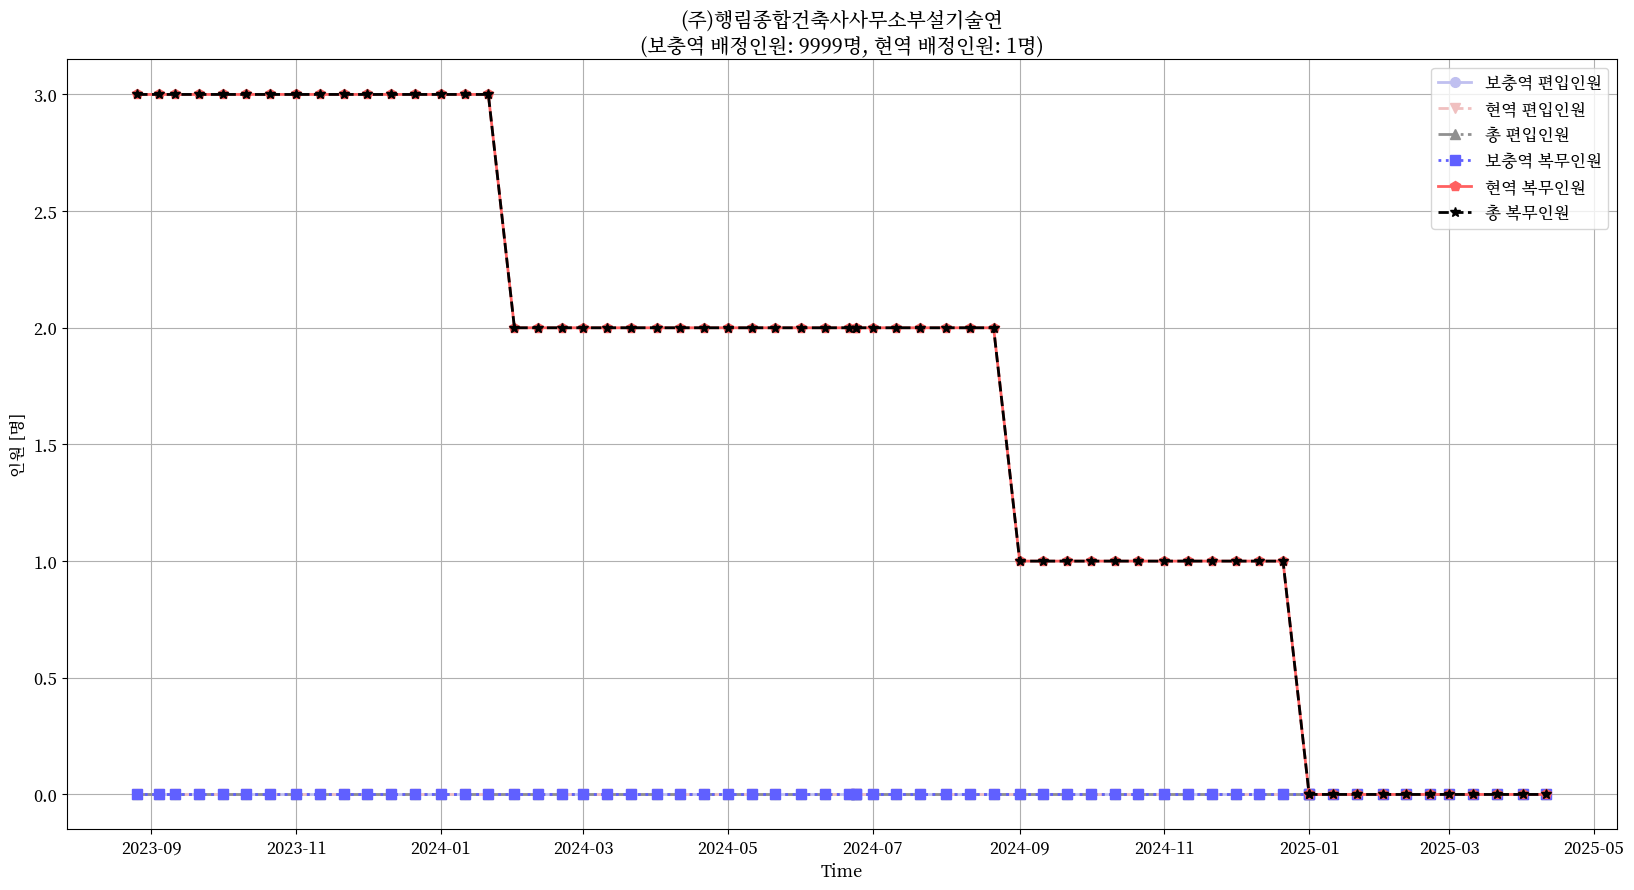 (주)행림종합건축사사무소부설기술연
(보충역 배정인원: 9999명, 현역 배정인원: 1명)
보충역 편입인원
현역 편입인원
총 편입인원
보충역 복무인원
현역 복무인원
총 복무인원
인원 [명]
3.0
2.5
2.0
1.5
1.0
0.5
0.0
2023-09 2023-11 2024-01 2024-03 2024-05 2024-07 2024-09 2024-11 2025-01 2025-03 2025-05
Time